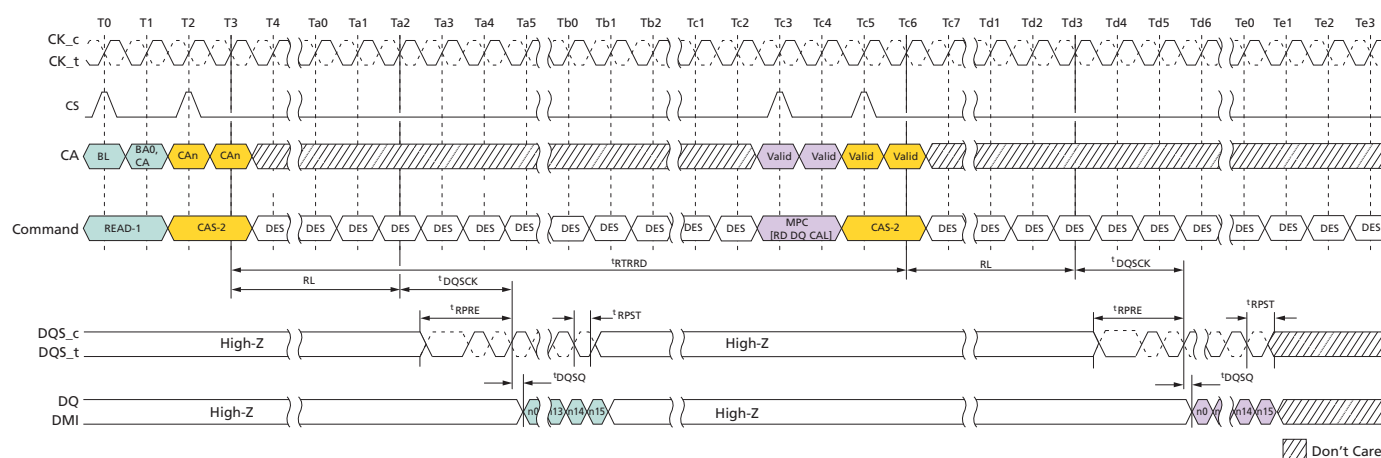 T0 T1 T2 T3 T4 Ta0 Ta1 Ta2 Ta3 Ta4 Ta5 Tb0 Tb1 Tb2 Tc1 Tc2 Tc3 Tc4 Tc5 Tc6 Tc7 Td1 Td2 Td3 Td4 Td5 Td6 Te0 Te1 Te2 Te3
CK_c
CK_t
CS
CA BL BA0, CA CAn CAn Valid Valid Valid Valid
Command READ-1 CAS-2 DES DES DES DES DES DES DES DES DES DES DES DES MPC [RD DQ CAL] CAS-2 DES DES DES DES DES DES DES DES DES DES DES
tRTRRD
RL tDQSCK RL tDQSCK
tRPRE tRPST tRPRE tRPST
DQS_c
DQS_t
High-Z High-Z
tDQSQ tDQSQ
DQ
DMI
High-Z n0 n13 n14 n15 High-Z n0 n n14 n15
Don't Care